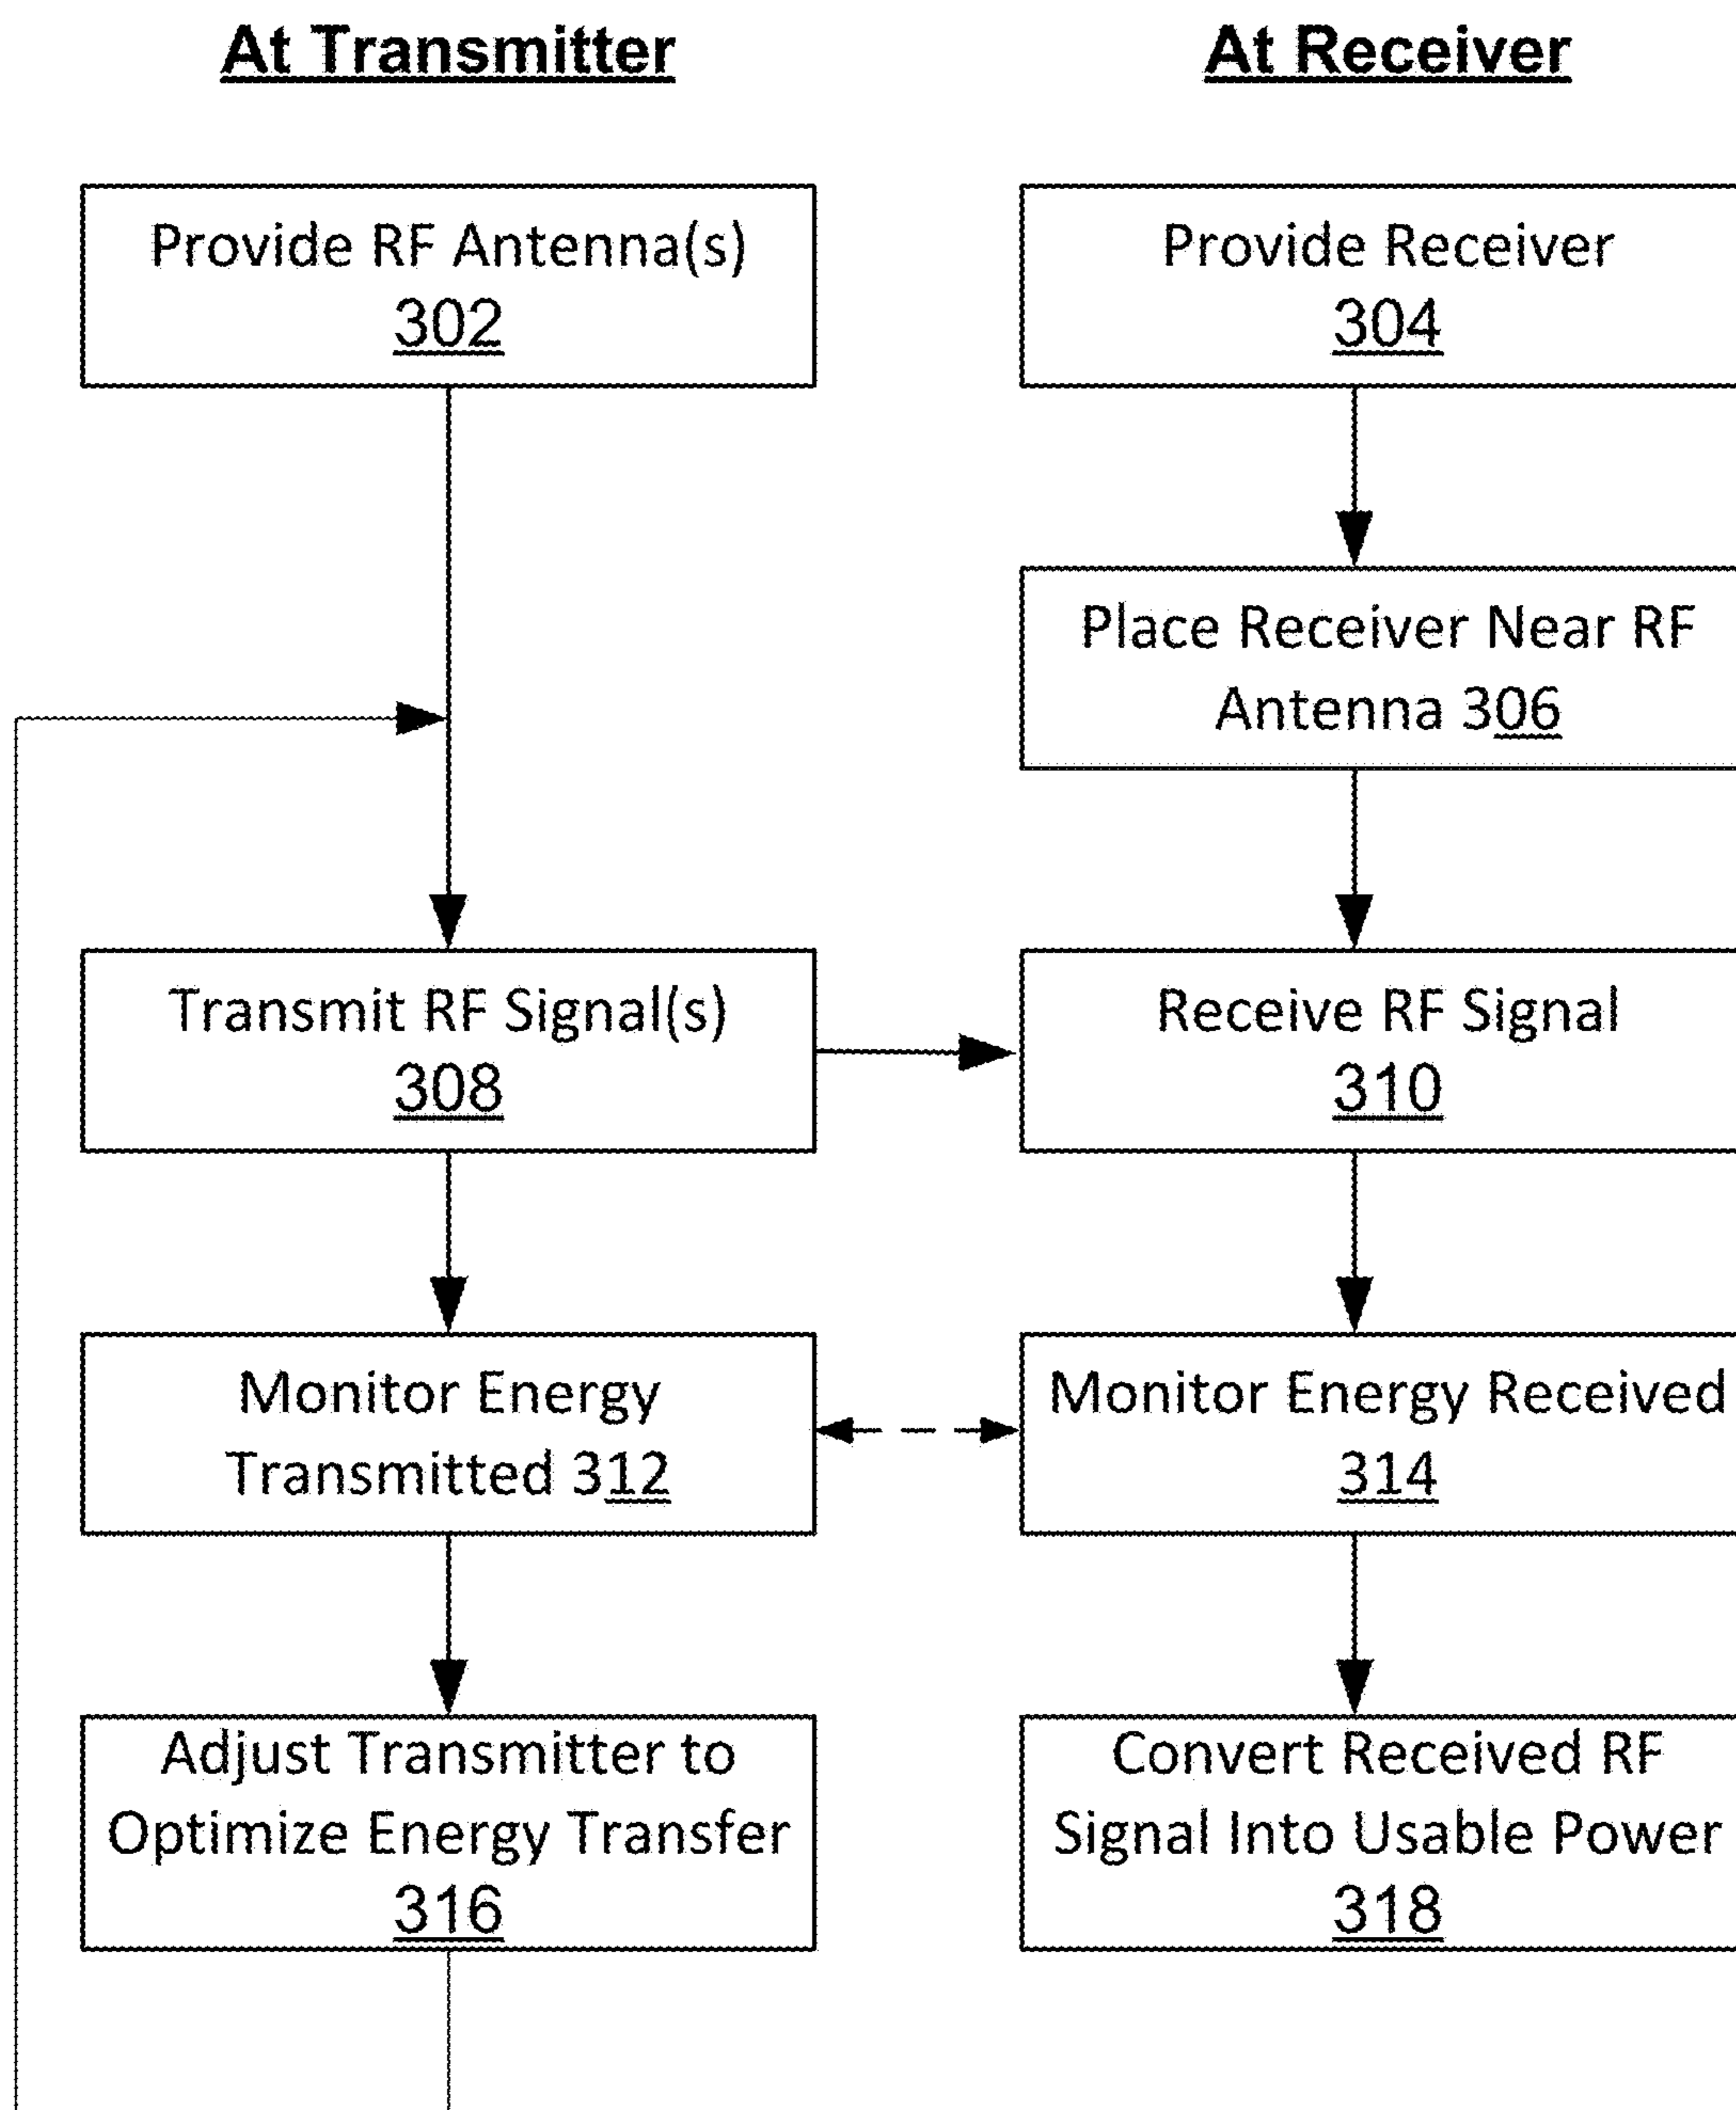 At Transmitter
At Receiver
Provide RF Antenna(s)
302
Provide Receiver
304
Place Receiver Near RF
Antenna 306
Transmit RF Signal(s)
308
Receive RF Signal
310
Monitor Energy
Transmitted 312
Monitor Energy Received
314
Adjust Transmitter to
Optimize Energy Transfer
316
Convert Received RF
Signal Into Usable Power
318